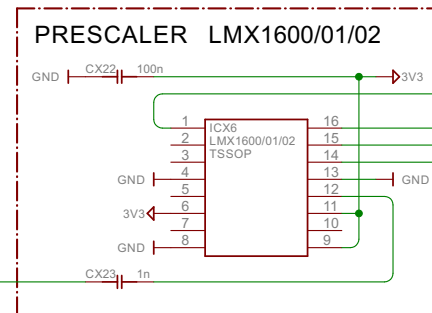 PRESCALER LMX1600/01/02
CX22 100n
GND 3V3
1 ICX6 16
2 LMX1600/01/02 15
3 TSSOP 14
GND 4 13 GND
5 12
3V3 6 11
7 10
GND 8 9
CX23 1n